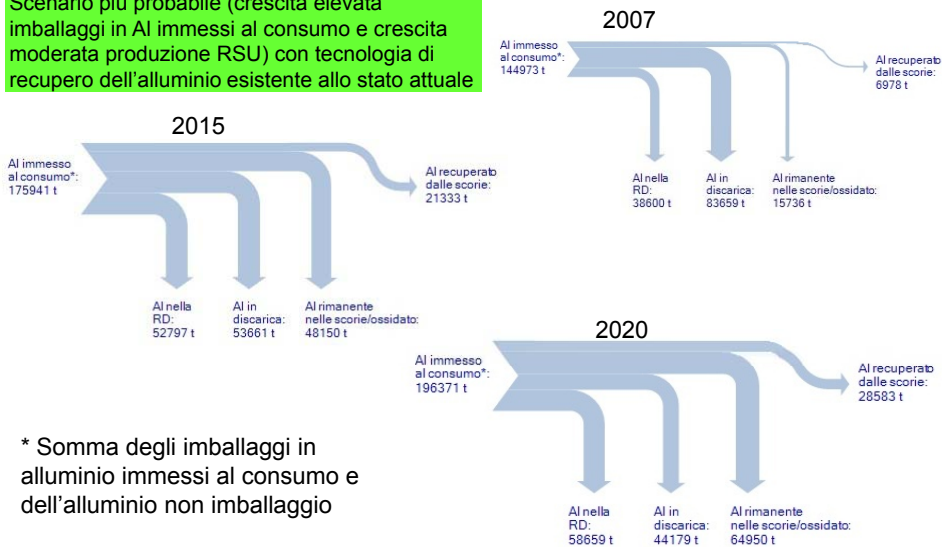 Scenario più probabile (crescita elevata
imballaggi in Al immessi al consumo e crescita
moderata produzione RSU) con tecnologia di
recupero dell'alluminio esistente allo stato attuale
2007
Al immesso
al consumo*:
144973 t
Al recuperato
dalle scorie:
6978 t
Al nella
RD:
38600 t
Al in
discarica:
83659 t
Al rimanente
nelle scorie/ossidato:
15736 t
2015
Al immesso
al consumo*:
175941 t
Al recuperato
dalle scorie:
21333 t
Al nella
RD:
52797 t
Al in
discarica:
53661 t
Al rimanente
nelle scorie/ossidato:
48150 t
2020
Al immesso
al consumo*:
196371 t
Al recuperato
dalle scorie:
28583 t
Al nella
RD:
58659 t
Al in
discarica:
44179 t
Al rimanente
nelle scorie/ossidato:
64950 t
* Somma degli imballaggi in
alluminio immessi al consumo e
dell'alluminio non imballaggio